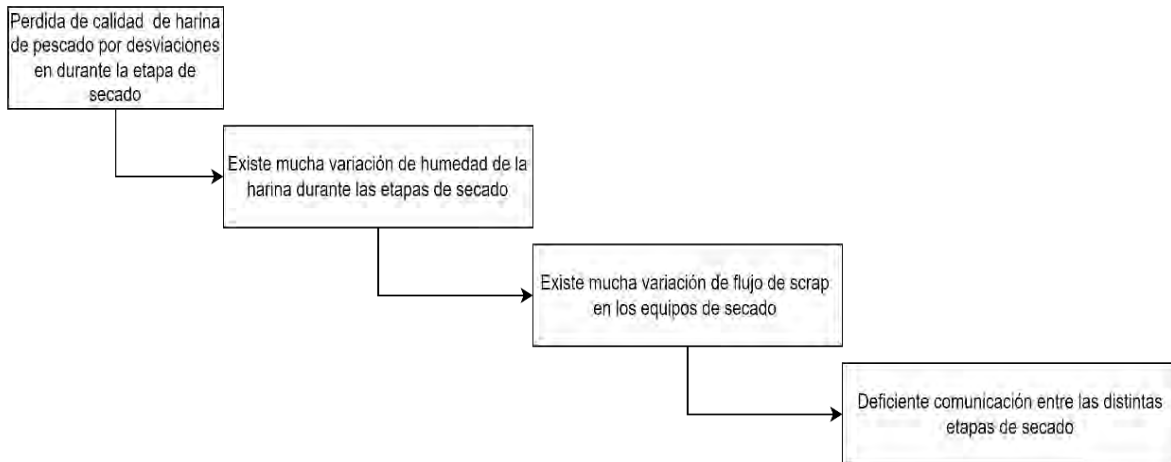 Perdida de calidad de harina
de pescado por desviaciones
en durante la etapa de
secado
Existe mucha variación de humedad de la
harina durante las etapas de secado
Existe mucha variación de flujo de scrap
en los equipos de secado
Deficiente comunicación entre las distintas
etapas de secado